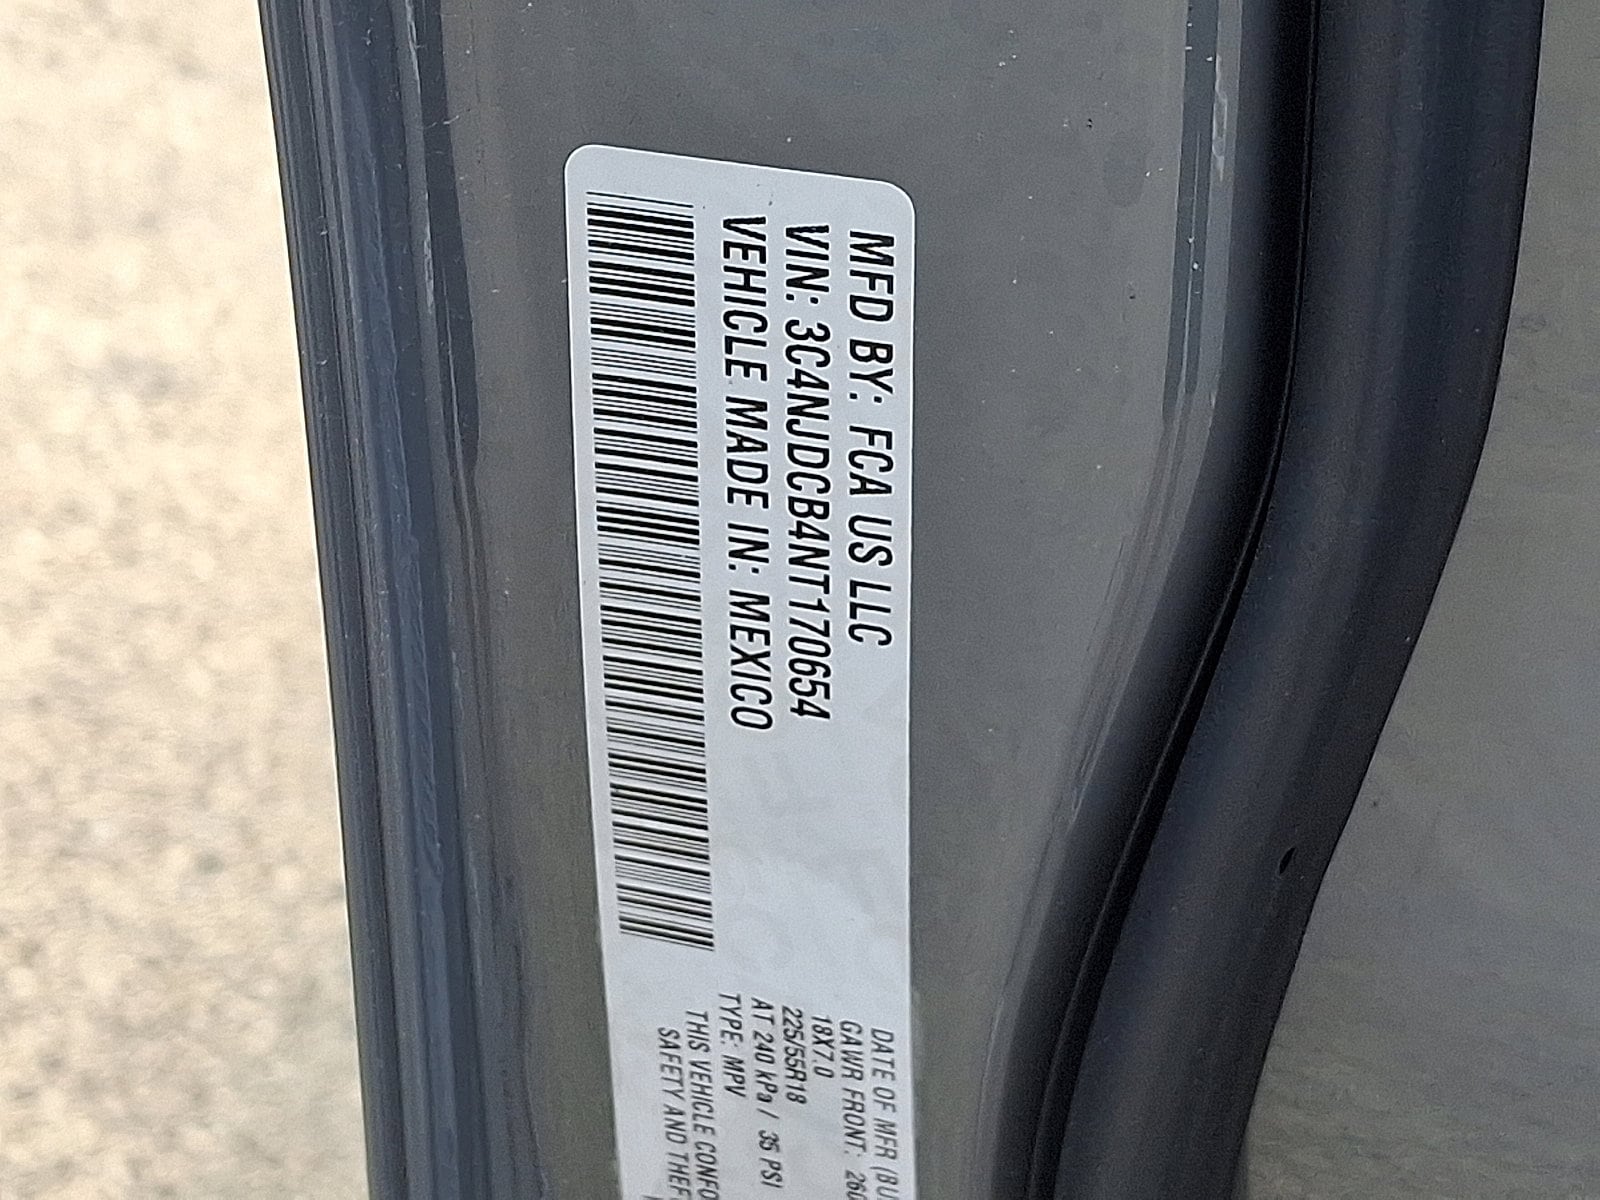 MFD BY: FCA US LLC
VIN: 3C4NJDCB4NT170654
VEHICLE MADE IN: MEXICO
DATE OF MFR
GAWR FRONT:
18X7.0
225/55R18
AT 240 kPa / 35 PSI
TYPE: MPV
THIS VEHICLE
SAFETY AND